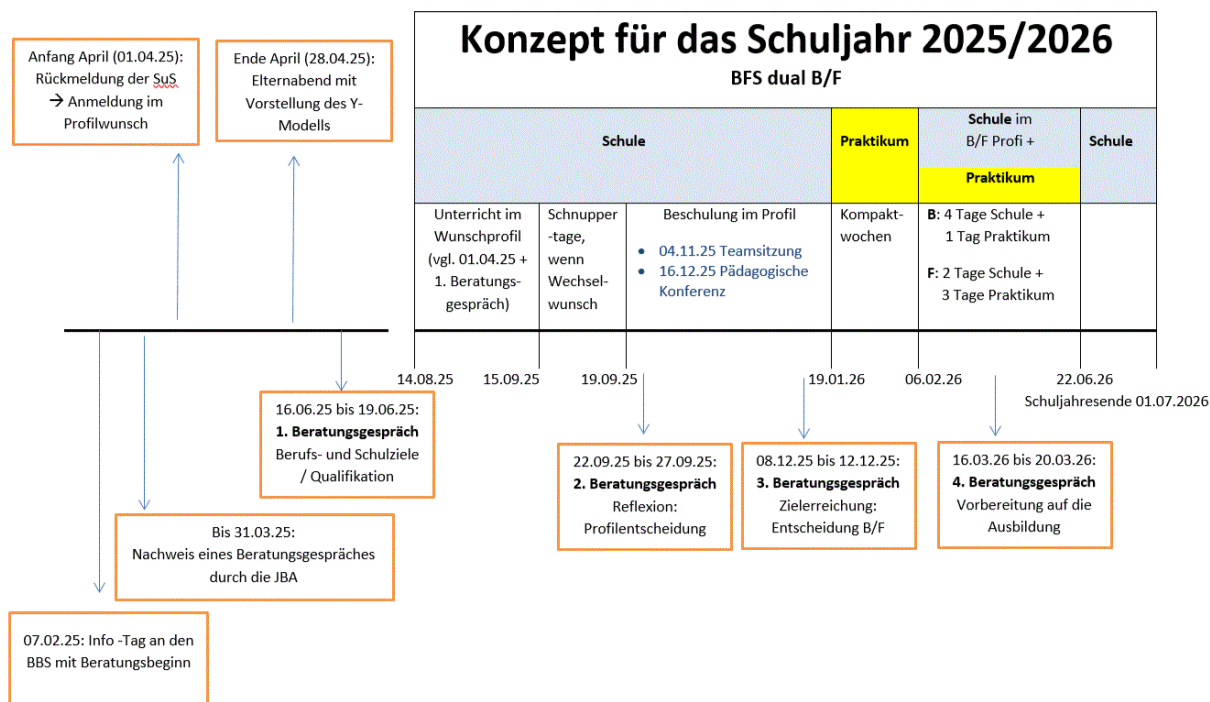 Konzept für das Schuljahr 2025/2026
BFS dual B/F
Anfang April (01.04.25):
Rückmeldung der SuS
→ Anmeldung im
Profilwunsch
Ende April (28.04.25):
Elternabend mit
Vorstellung des Y-
Modells
Schule
Praktikum
Schule im
B/F Profi +
Praktikum
Schule
Unterricht im
Wunschprofil
(vgl. 01.04.25 +
1. Beratungs-
gespräch)
Schnupper
-tage,
wenn
Wechsel-
wunsch
Beschulung im Profil
• 04.11.25 Teamsitzung
• 16.12.25 Pädagogische
Konferenz
Kompakt-
wochen
B: 4 Tage Schule +
1 Tag Praktikum
F: 2 Tage Schule +
3 Tage Praktikum
14.08.25
15.09.25
19.09.25
19.01.26
06.02.26
22.06.26
Schuljahresende 01.07.2026
16.06.25 bis 19.06.25:
1. Beratungsgespräch
Berufs- und Schulziele
/ Qualifikation
22.09.25 bis 27.09.25:
2. Beratungsgespräch
Reflexion:
Profilentscheidung
08.12.25 bis 12.12.25:
3. Beratungsgespräch
Zielerreichung:
Entscheidung B/F
16.03.26 bis 20.03.26:
4. Beratungsgespräch
Vorbereitung auf die
Ausbildung
Bis 31.03.25:
Nachweis eines Beratungsgespräches
durch die JBA
07.02.25: Info -Tag an den
BBS mit Beratungsbeginn